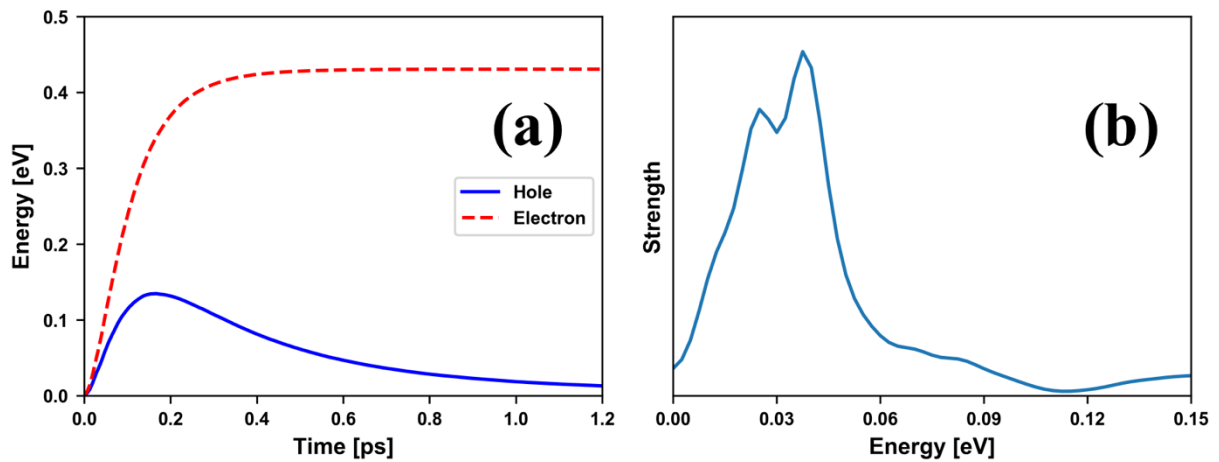 0.5
0.4
0.3
0.2
0.1
0.0
Energy [eV]
(a)
Hole
Electron
0.0 0.2 0.4 0.6 0.8 1.0 1.2
Time [ps]
Strength
(b)
0.00 0.03 0.06 0.09 0.12 0.15
Energy [eV]